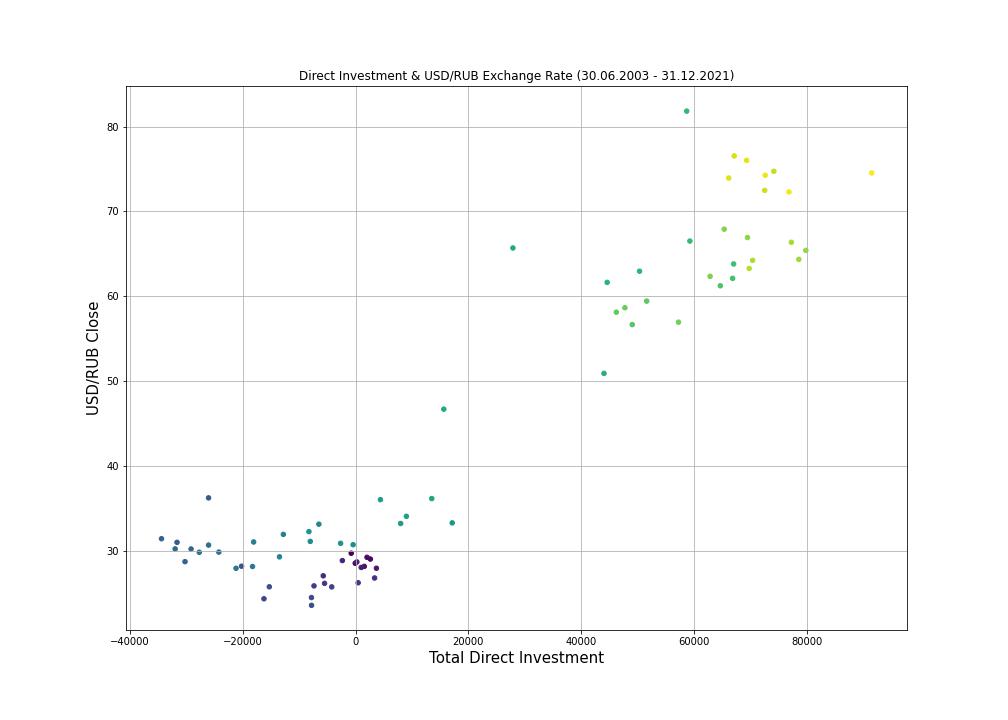 Direct Investment & USD/RUB Exchange Rate (30.06.2003 - 31.12.2021)
80
70
60
50
40
30
USD/RUB Close
−40000 −20000 0 20000 40000 60000 80000
Total Direct Investment